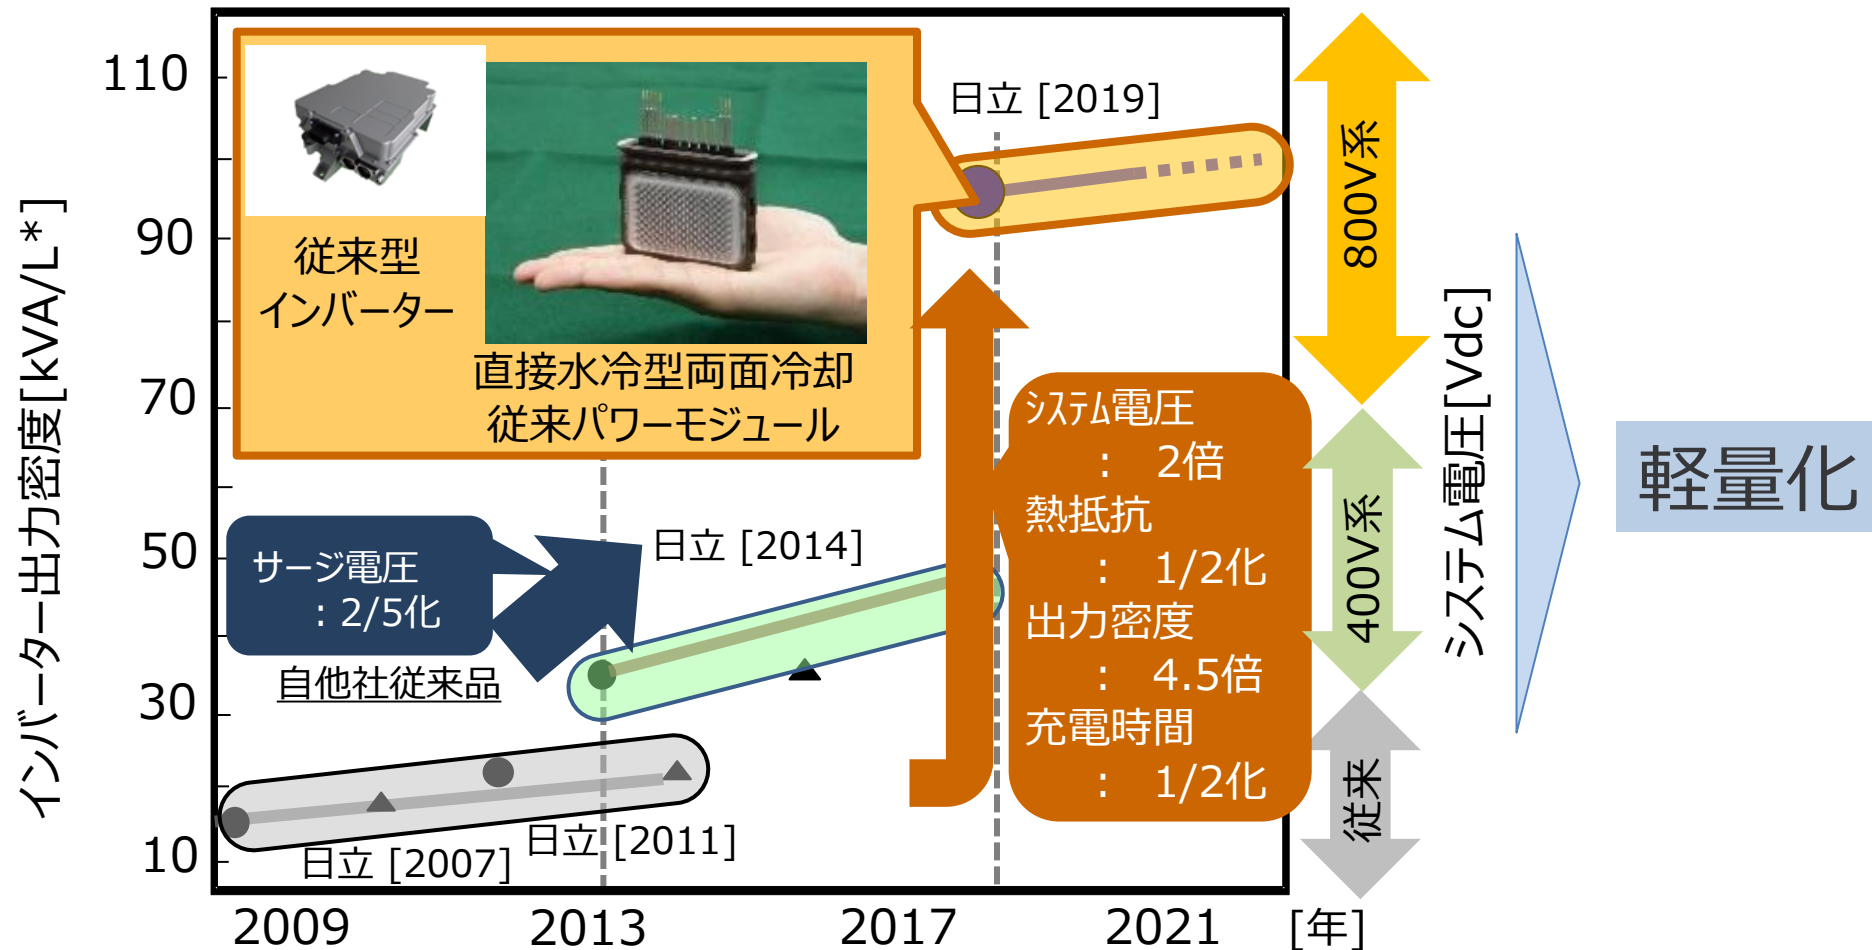 インバーター出力密度[kVA/L*]
110
90
70
50
30
10
従来型
インバーター
直接水冷型両面冷却
従来パワーモジュール
日立 [2019]
サージ電圧
：2/5化
自他社従来品
日立 [2014]
日立 [2007]
日立 [2011]
システム電圧
： 2倍
熱抵抗
： 1/2化
出力密度
： 4.5倍
充電時間
： 1/2化
800V系
400V系
従来
システム電圧[Vdc]
軽量化
2009
2013
2017
2021
[年]